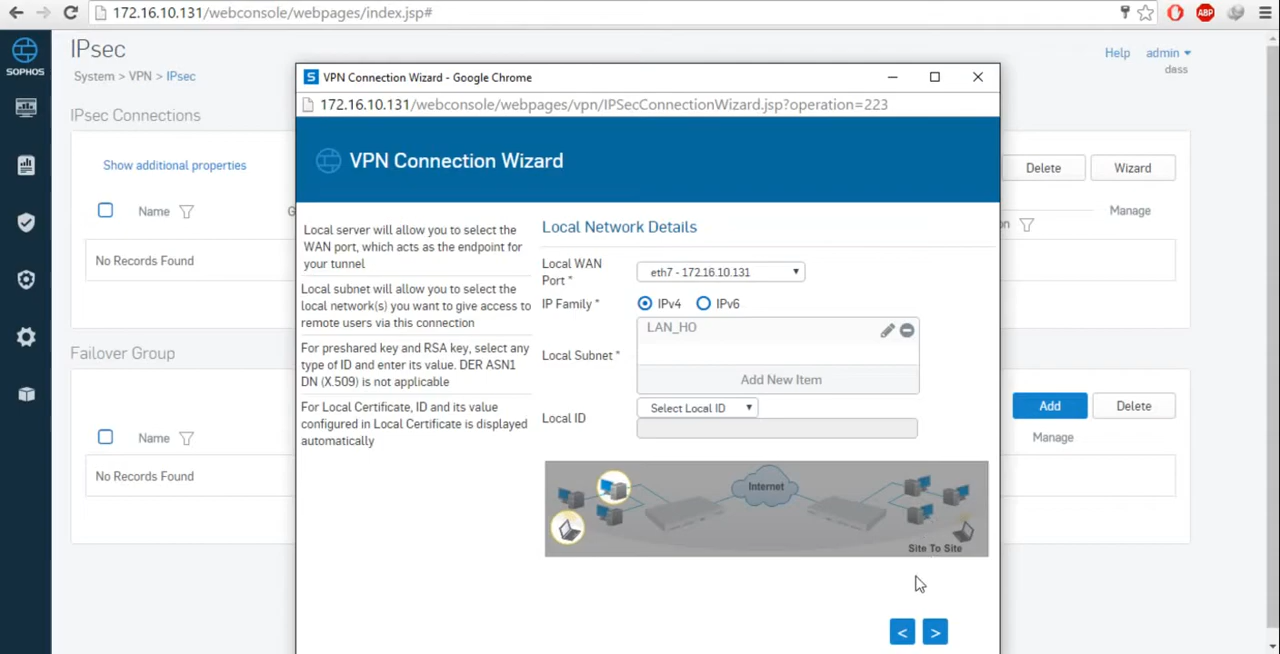 172.16.10.131/webconsole/webpages/index.jsp#
ABP
SOPHOS
IPsec
System > VPN > IPsec
Help admin
dass
IPsec Connections
Show additional properties
Delete
Wizard
Name
G
on
Manage
No Records Found
Failover Group
Add
Delete
Name
Manage
No Records Found
S VPN Connection Wizard - Google Chrome
172.16.10.131/webconsole/webpages/vpn/IPSecConnectionWizard.jsp?operation=223
VPN Connection Wizard
Local server will allow you to select the
WAN port, which acts as the endpoint for
your tunnel
Local subnet will allow you to select the
local network(s) you want to give access to
remote users via this connection
For preshared key and RSA key, select any
type of ID and enter its value. DER ASN1
DN (X.509) is not applicable
For Local Certificate, ID and its value
configured in Local Certificate is displayed
automatically
Local Network Details
Local WAN
Port *
eth7 - 172.16.10.131
IP Family *
IPv4
IPv6
Local Subnet *
LAN_HO
Add New Item
Local ID
Select Local ID
Internet
Site To Site
<
>